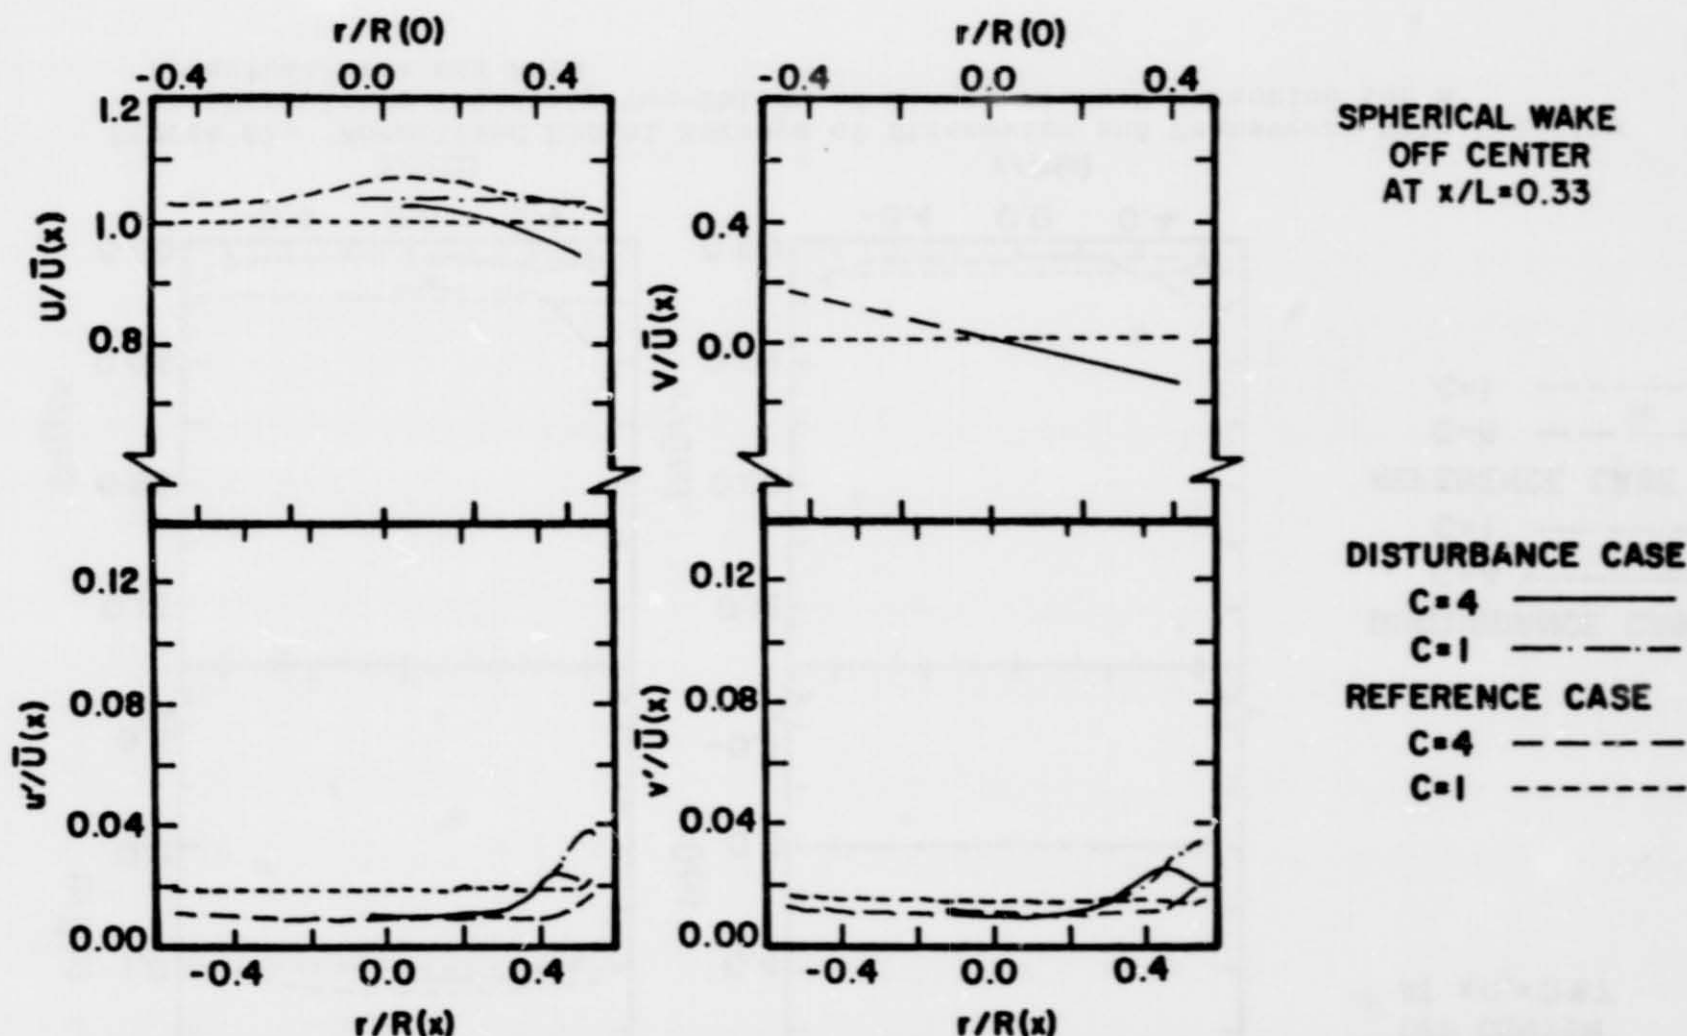 r/R(0)
-0.4 0.0 0.4
1.2
1.0
0.8
U/Ū(x)
r/R(0)
-0.4 0.0 0.4
0.4
0.0
V/Ū(x)
SPHERICAL WAKE
OFF CENTER
AT x/L=0.33
0.12
0.08
0.04
0.00
u'/Ū(x)
-0.4 0.0 0.4
r/R(x)
0.12
0.08
0.04
0.00
v'/Ū(x)
-0.4 0.0 0.4
r/R(x)
DISTURBANCE CASE
C=4
C=1
REFERENCE CASE
C=4
C=1